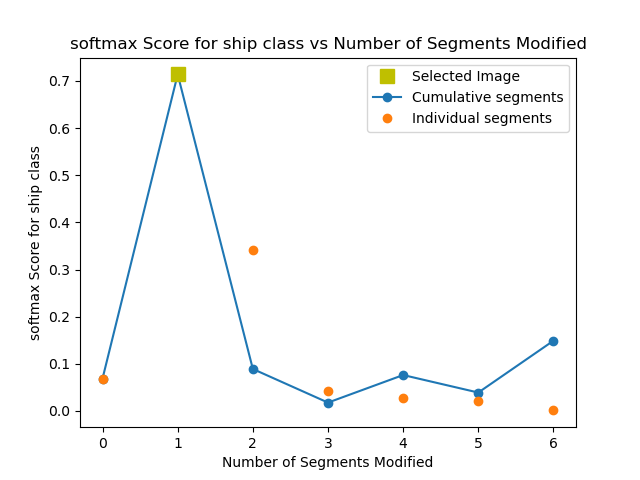 softmax Score for ship class vs Number of Segments Modified
softmax Score for ship class
0.7
0.6
0.5
0.4
0.3
0.2
0.1
0.0
Selected Image
Cumulative segments
Individual segments
0 1 2 3 4 5 6
Number of Segments Modified